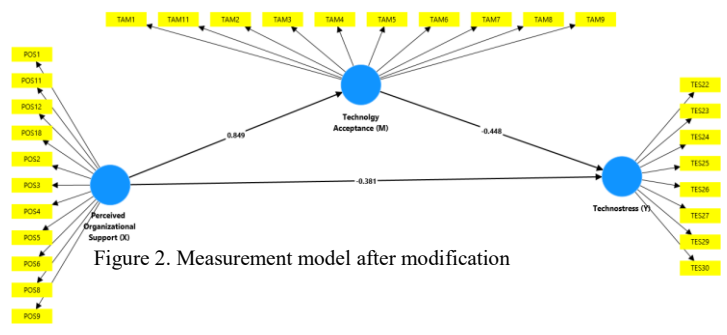 TAM1 TAM11 TAM2 TAM3 TAM4 TAM5 TAM6 TAM7 TAM8 TAM9
POS1
POS11
POS12
POS18
POS2
POS3
POS4
POS5
POS6
POS8
POS9
Technolgy
Acceptance (M)
0.849
-0.448
-0.381
Perceived
Organizational
Support (X)
TES22
TES23
TES24
TES25
TES26
TES27
TES29
TES30
Technostress (Y)
Figure 2. Measurement model after modification